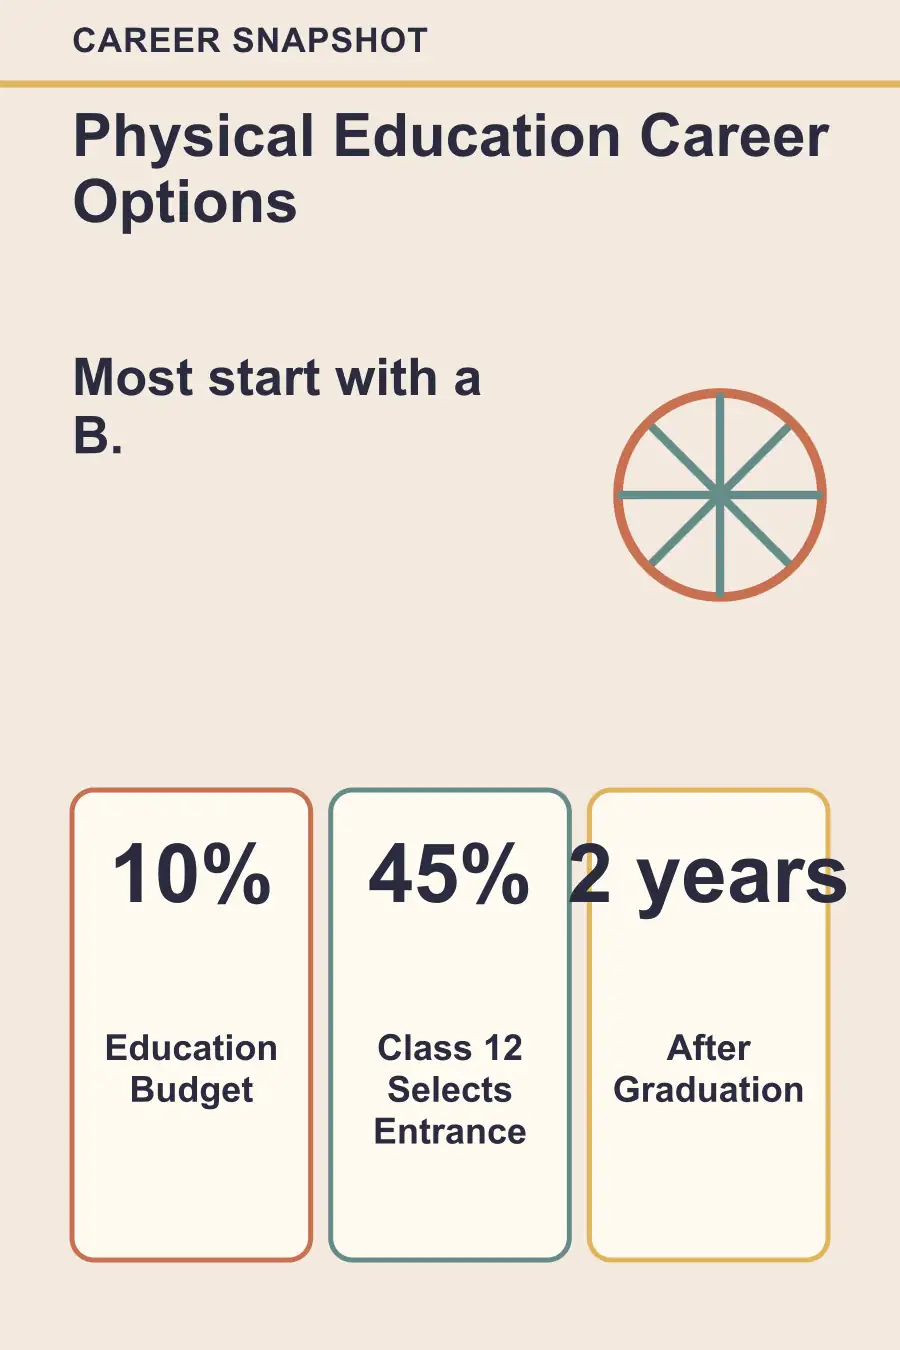 CAREER SNAPSHOT
Physical Education Career
Options
Most start with a
B.
10%
Education
Budget
45%
Class 12
Selects
Entrance
2 years
After
Graduation